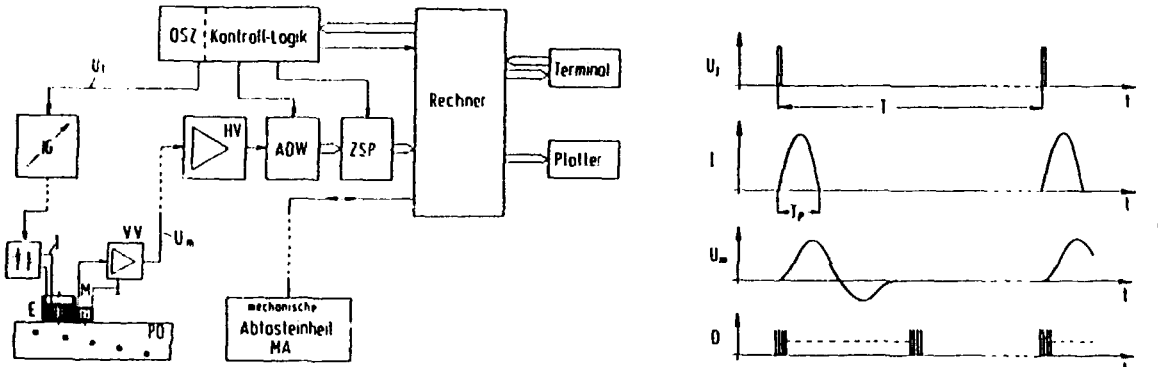 OSZ Kontroll-Logik
U₁
IG
HV
ADW
ZSP
Rechner
Terminal
Plotter
VV
Uₘ
I
M
E
PO
mechanische
Abtasteinheit
MA
U₁
T
t
I
Tₚ
t
Uₘ
t
D
t